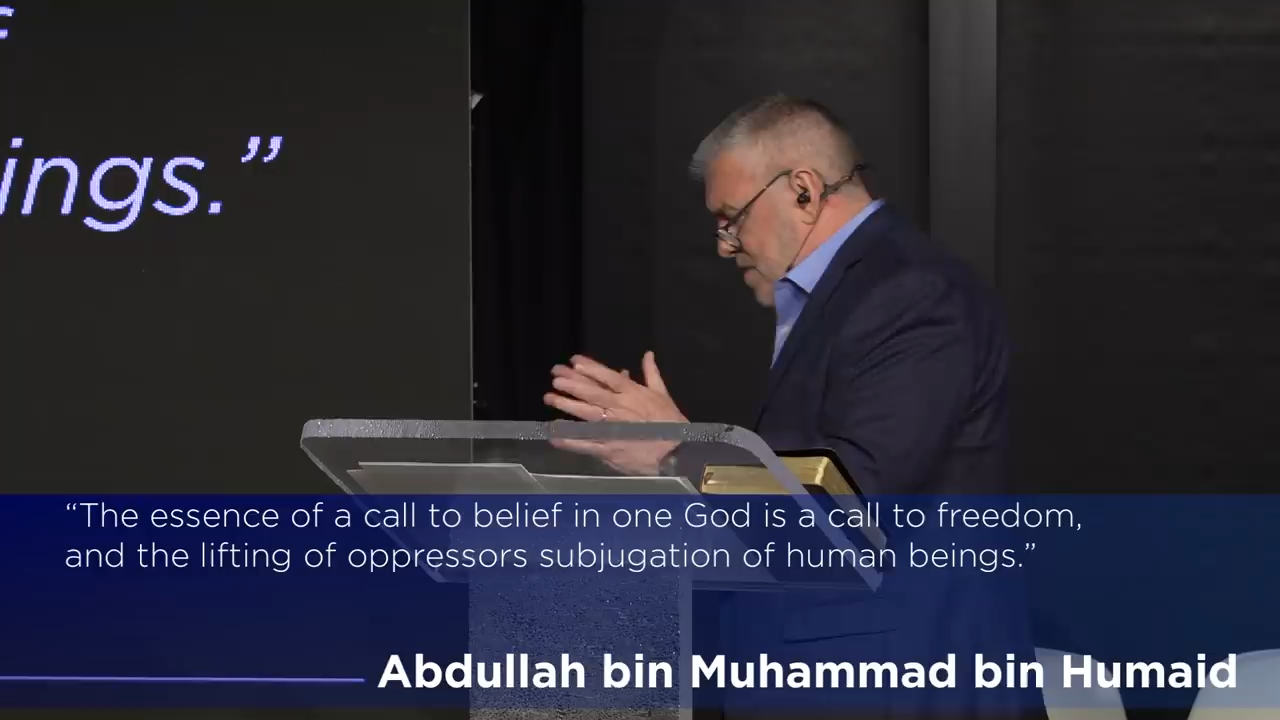 ings.”
“The essence of a call to belief in one God is a call to freedom,
and the lifting of oppressors subjugation of human beings.”
Abdullah bin Muhammad bin Humaid